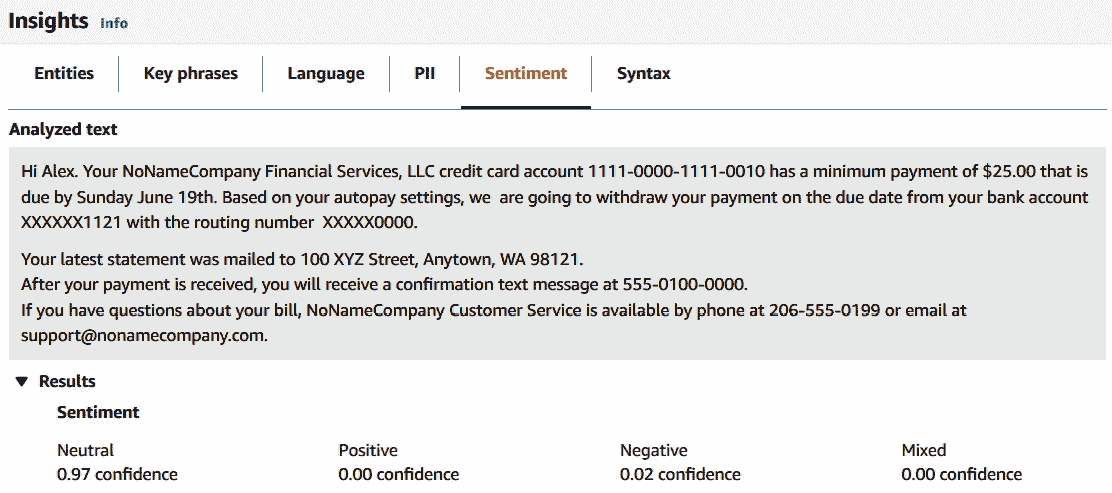 Insights Info
Entities Key phrases Language PII Sentiment Syntax
Analyzed text
Hi Alex. Your NoNameCompany Financial Services, LLC credit card account 1111-0000-1111-0010 has a minimum payment of $25.00 that is
due by Sunday June 19th. Based on your autopay settings, we  are going to withdraw your payment on the due date from your bank account
XXXXXX1121 with the routing number  XXXXX0000.
Your latest statement was mailed to 100 XYZ Street, Anytown, WA 98121.
After your payment is received, you will receive a confirmation text message at 555-0100-0000.
If you have questions about your bill, NoNameCompany Customer Service is available by phone at 206-555-0199 or email at
support@nonamecompany.com.
Results
Sentiment
Neutral Positive Negative Mixed
0.97 confidence 0.00 confidence 0.02 confidence 0.00 confidence